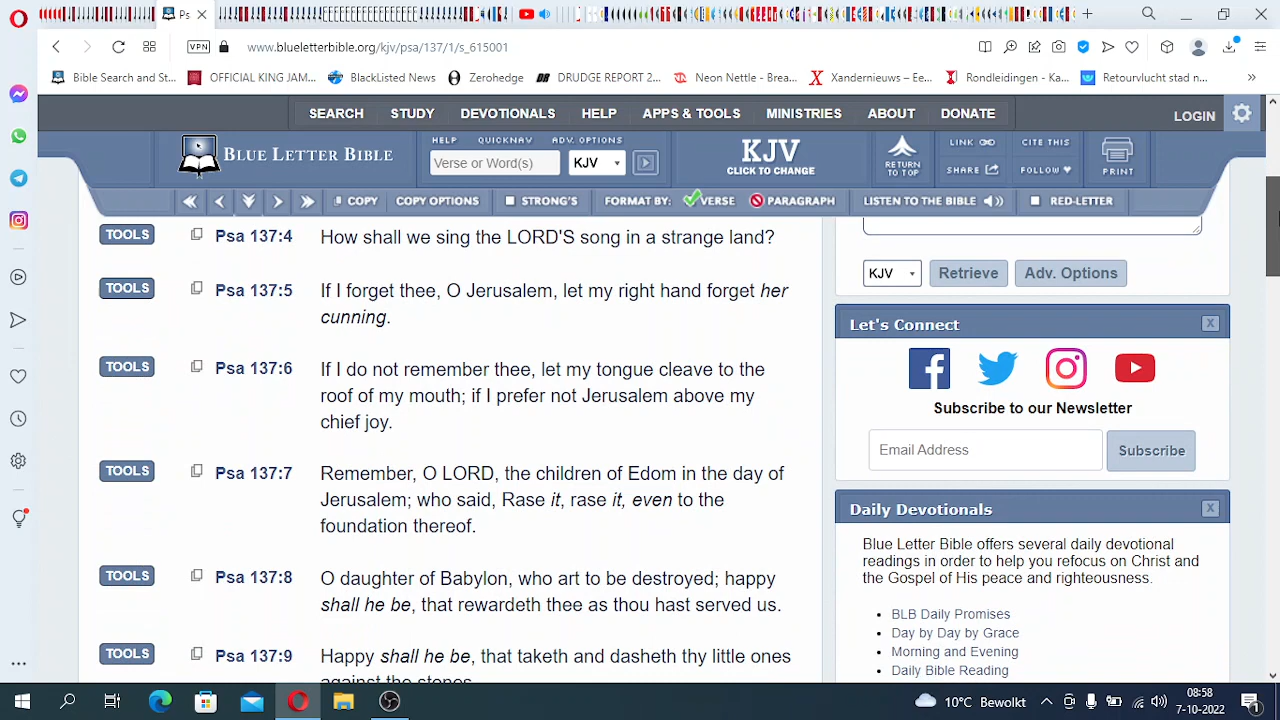 Ps
VPN
www.blueletterbible.org/kjv/psa/137/1/s_615001
Bible Search and St...
OFFICIAL KING JAM...
BlackListed News
Zerohedge
DRUDGE REPORT 2...
Neon Nettle - Brea...
Xandernieuws – Ee...
Rondleidingen - Ka...
Retourvlucht stad n...
SEARCH STUDY DEVOTIONALS HELP APPS & TOOLS MINISTRIES ABOUT DONATE
LOGIN
BLUE LETTER BIBLE
HELP QUICKNAV ADV. OPTIONS
Verse or Word(s)
KJV
KJV
CLICK TO CHANGE
RETURN
TO TOP
LINK
CITE THIS
SHARE
FOLLOW
PRINT
COPY COPY OPTIONS STRONG'S FORMAT BY: VERSE PARAGRAPH LISTEN TO THE BIBLE RED-LETTER
TOOLS Psa 137:4 How shall we sing the LORD'S song in a strange land?
TOOLS Psa 137:5 If I forget thee, O Jerusalem, let my right hand forget her
cunning.
TOOLS Psa 137:6 If I do not remember thee, let my tongue cleave to the
roof of my mouth; if I prefer not Jerusalem above my
chief joy.
TOOLS Psa 137:7 Remember, O LORD, the children of Edom in the day of
Jerusalem; who said, Rase it, rase it, even to the
foundation thereof.
TOOLS Psa 137:8 O daughter of Babylon, who art to be destroyed; happy
shall he be, that rewardeth thee as thou hast served us.
TOOLS Psa 137:9 Happy shall he be, that taketh and dasheth thy little ones
against the stones.
KJV Retrieve Adv. Options
Let's Connect X
Subscribe to our Newsletter
Email Address Subscribe
Daily Devotionals X
Blue Letter Bible offers several daily devotional
readings in order to help you refocus on Christ and
the Gospel of His peace and righteousness.
BLB Daily Promises
Day by Day by Grace
Morning and Evening
Daily Bible Reading
10°C Bewolkt
08:58
7-10-2022
1